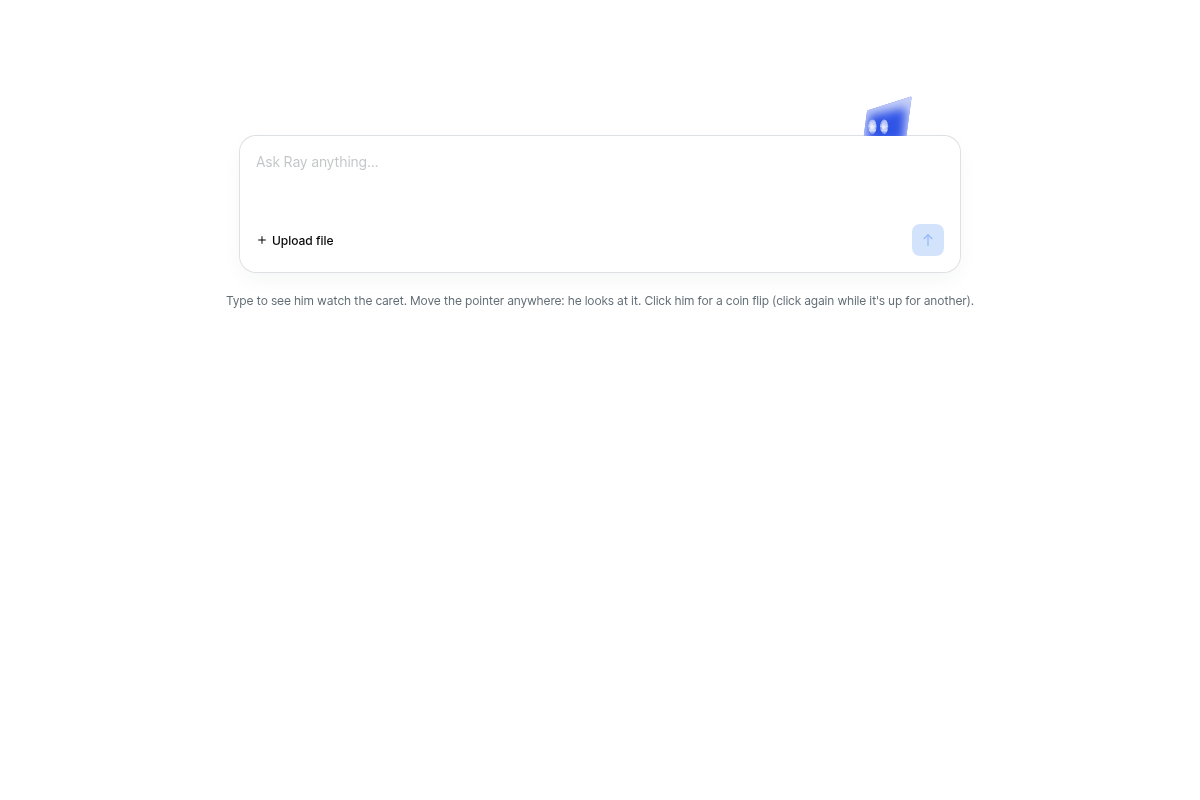 Ask Ray anything...
+ Upload file
Type to see him watch the caret. Move the pointer anywhere: he looks at it. Click him for a coin flip (click again while it's up for another).